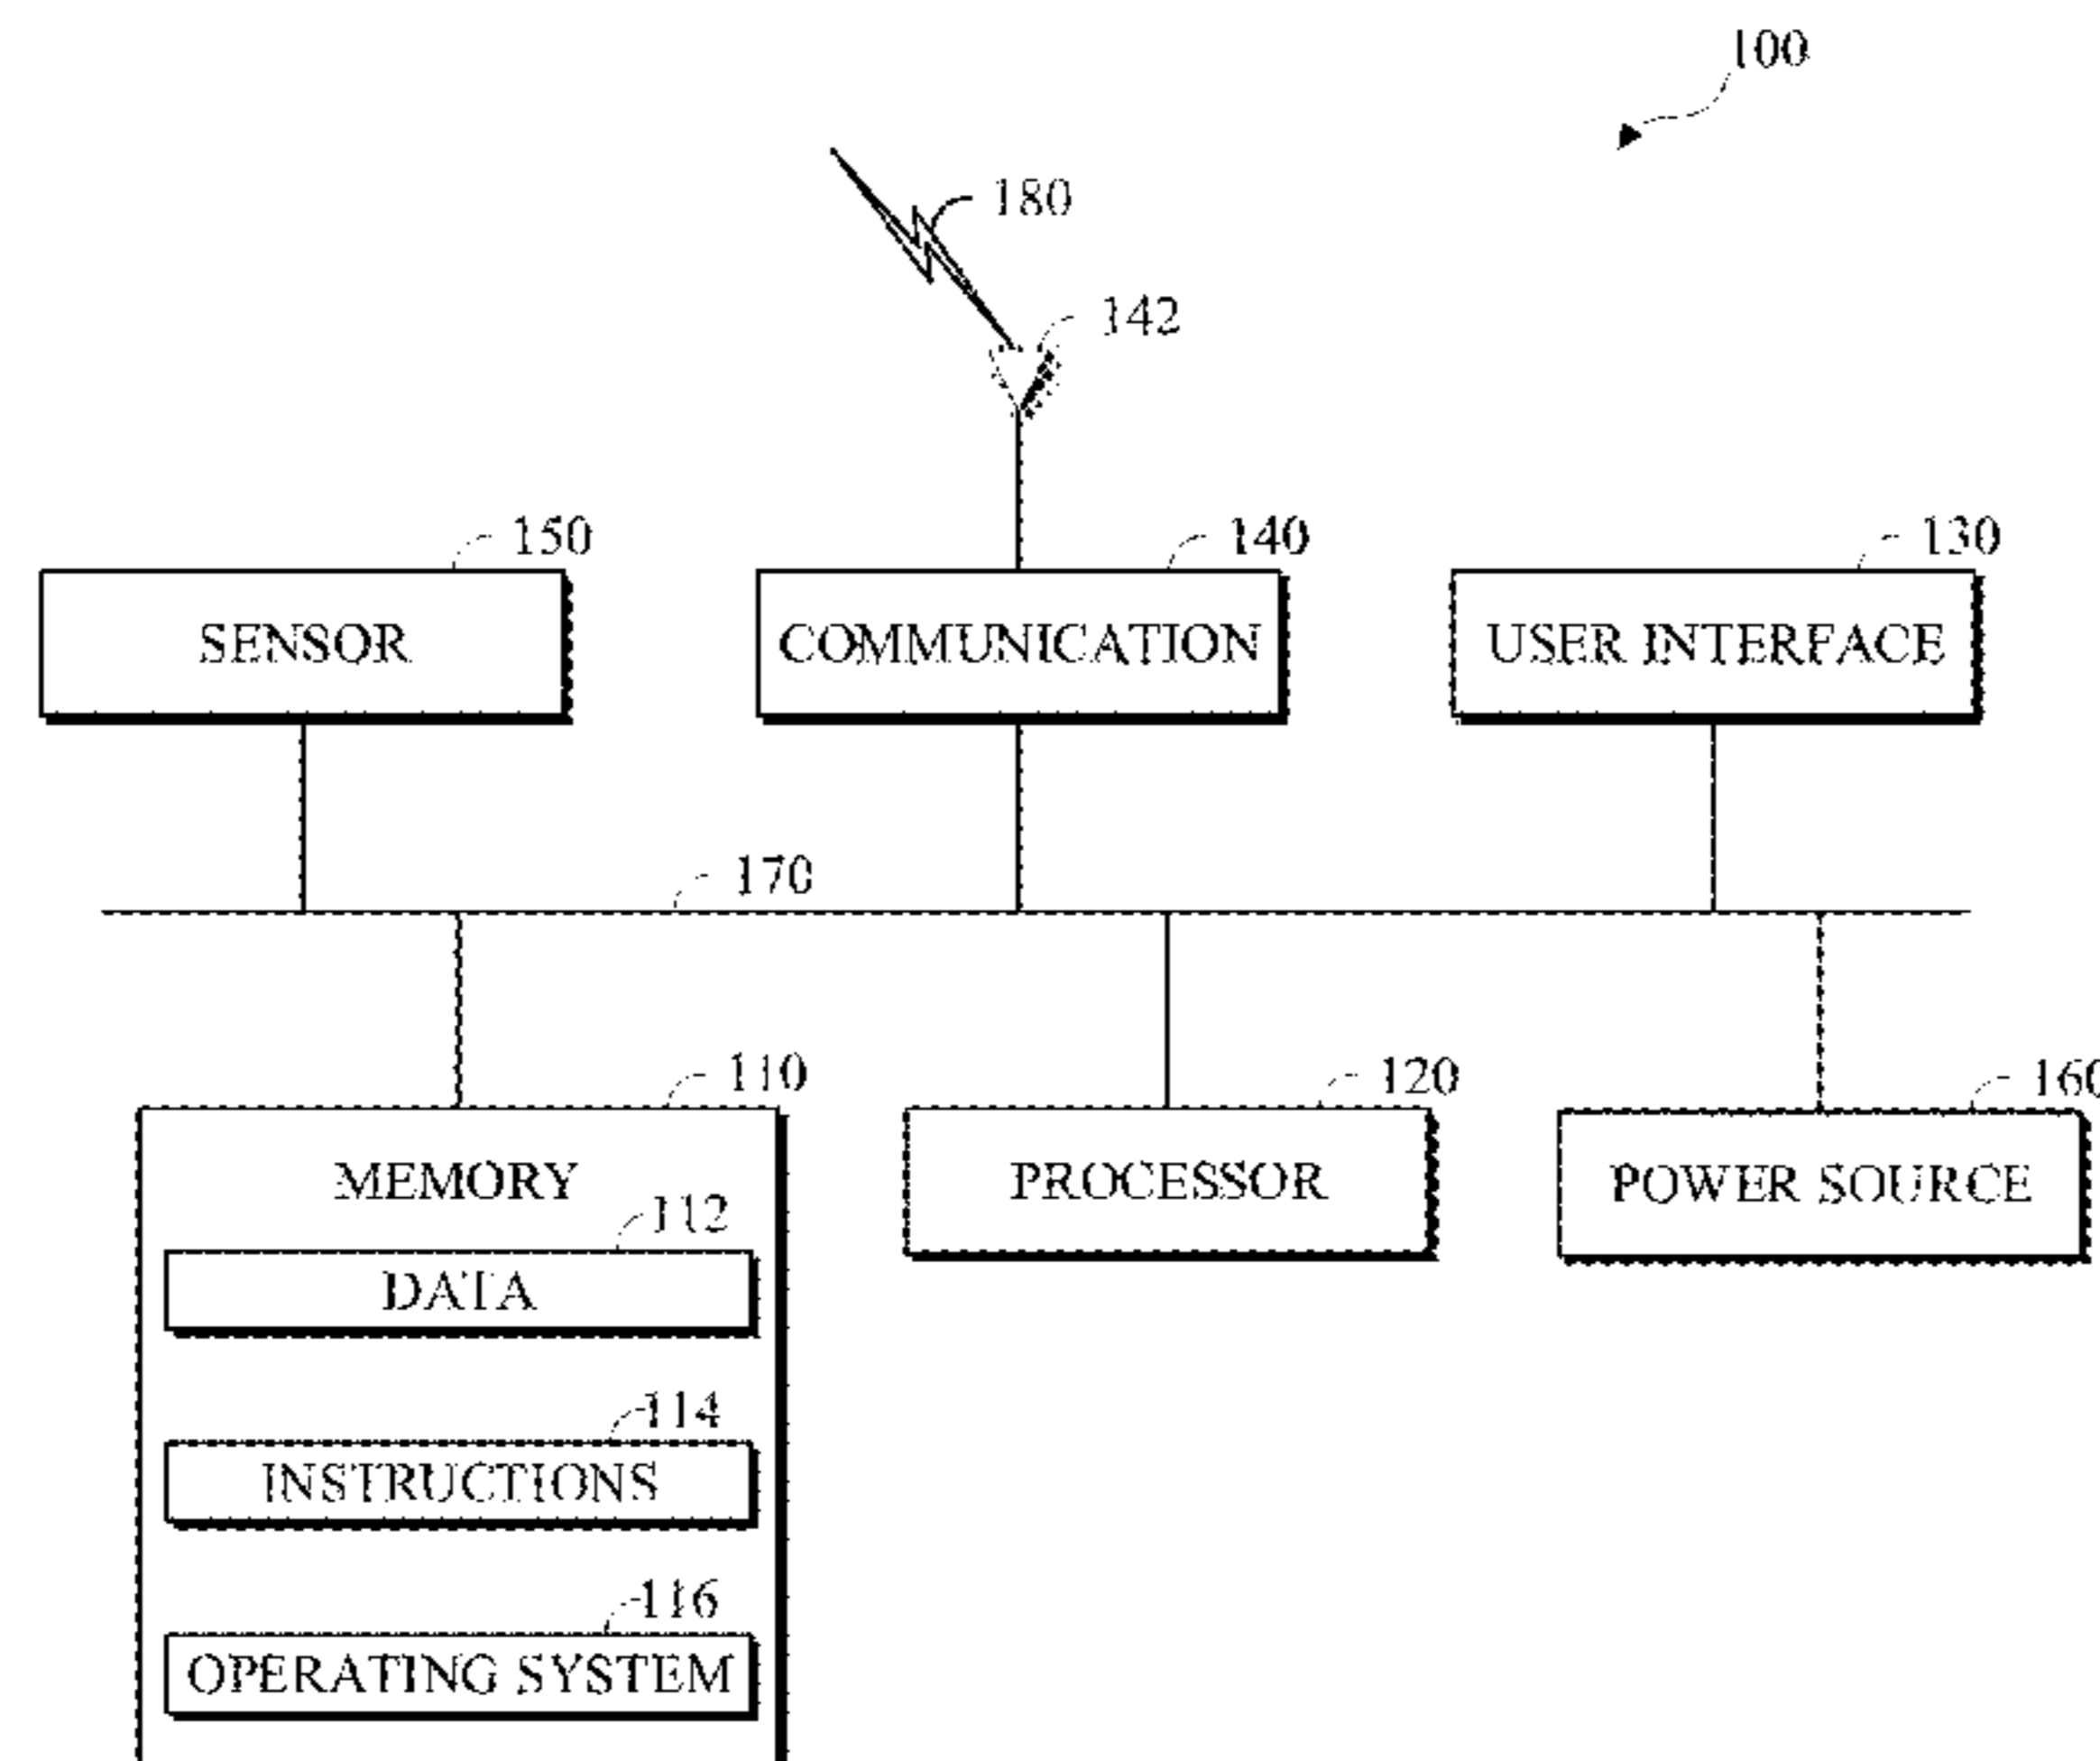 100
180
142
150
140
130
SENSOR
COMMUNICATION
USER INTERFACE
170
110
120
160
MEMORY
PROCESSOR
POWER SOURCE
112
DATA
114
INSTRUCTIONS
116
OPERATING SYSTEM